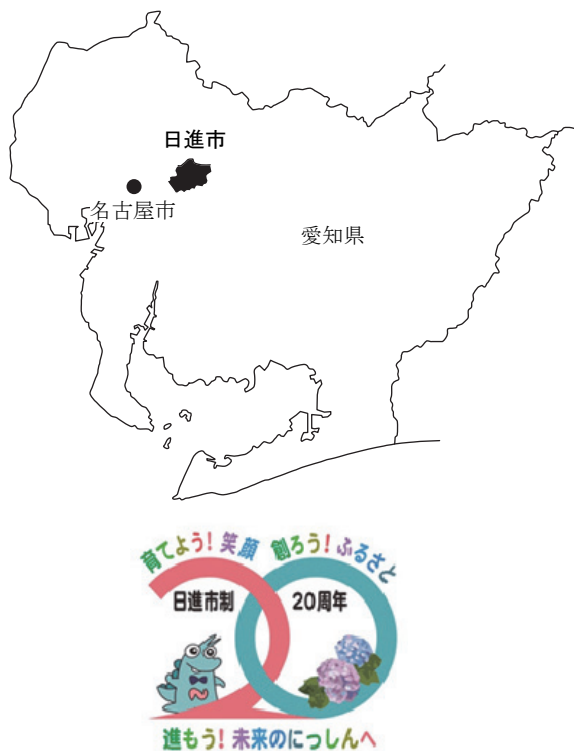 日進市
名古屋市
愛知県
育てよう!笑顔 創ろう!ふるさと
日進市制 20周年
進もう!未来のにっしんへ